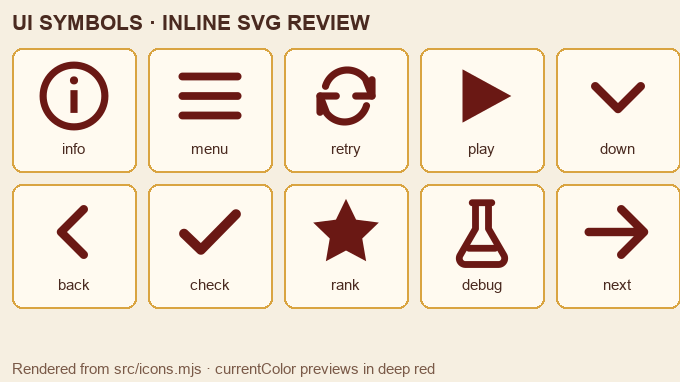 UI SYMBOLS · INLINE SVG REVIEW
info
menu
retry
play
down
back
check
rank
debug
next
Rendered from src/icons.mjs · currentColor previews in deep red